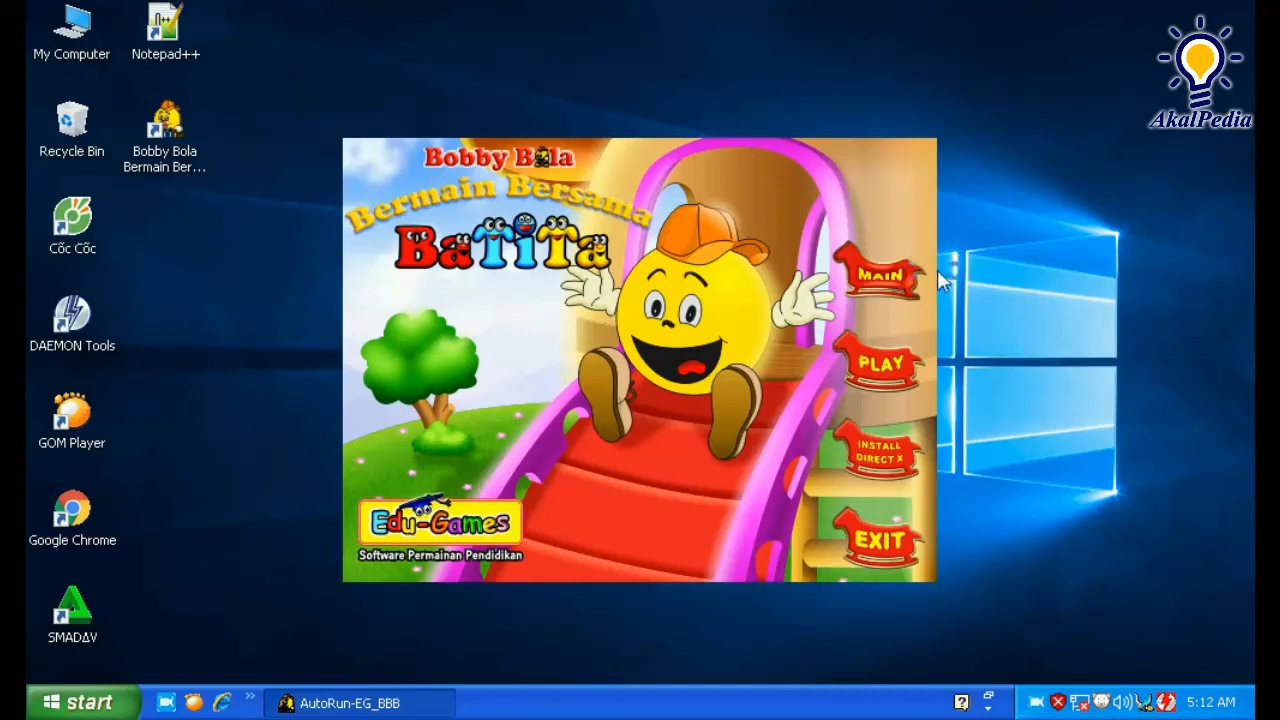 My Computer
Notepad++
Recycle Bin
Bobby Bola
Bermain Ber...
Cốc Cốc
DAEMON Tools
GOM Player
Google Chrome
SMADΔV
AkalPedia
Bobby Bola
Bermain Bersama
BaTiTa
MAIN
PLAY
INSTALL
DIRECT X
EXIT
Edu-Games
Software Permainan Pendidikan
start
AutoRun-EG_BBB
5:12 AM